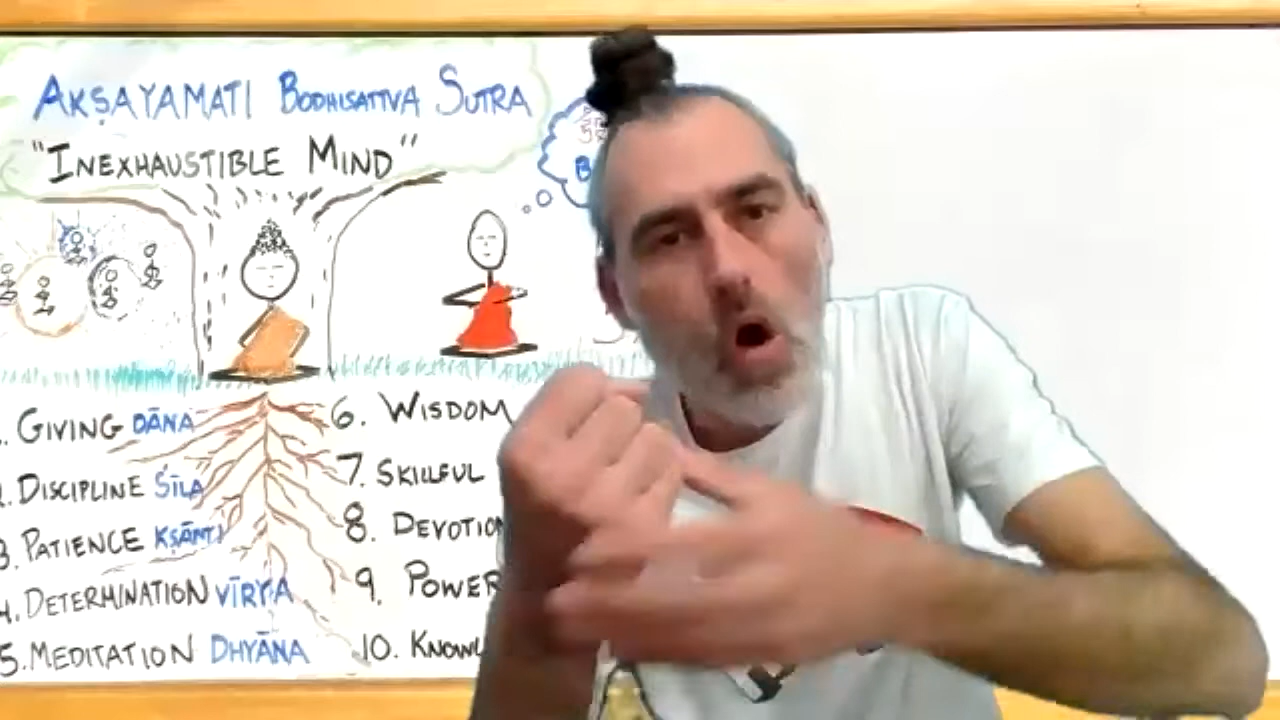 AKṢAYAMATI BODHISATTVA SUTRA
"INEXHAUSTIBLE MIND"
GIVING DĀNA
DISCIPLINE ŚĪLA
3. PATIENCE KṢĀNTI
4. DETERMINATION VĪRYA
5. MEDITATION DHYĀNA
6. WISDOM
7. SKILLFUL
8. DEVOTION
9. POWER
10.